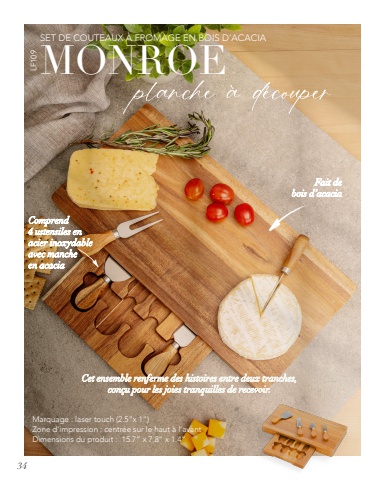 SET DE COUTEAUX À FROMAGE EN BOIS D'ACACIA
LF109
MONROE
planche à découper
Fait de
bois d'acacia
Comprend
4 ustensiles en
acier inoxydable
avec manche
en acacia
Cet ensemble renferme des histoires entre deux tranches,
conçu pour les joies tranquilles de recevoir.
Marquage : laser touch (2.5"x 1")
Zone d'impression : centrée sur le haut à l'avant
Dimensions du produit : 15.7" x 7.8" x 1.4"
34